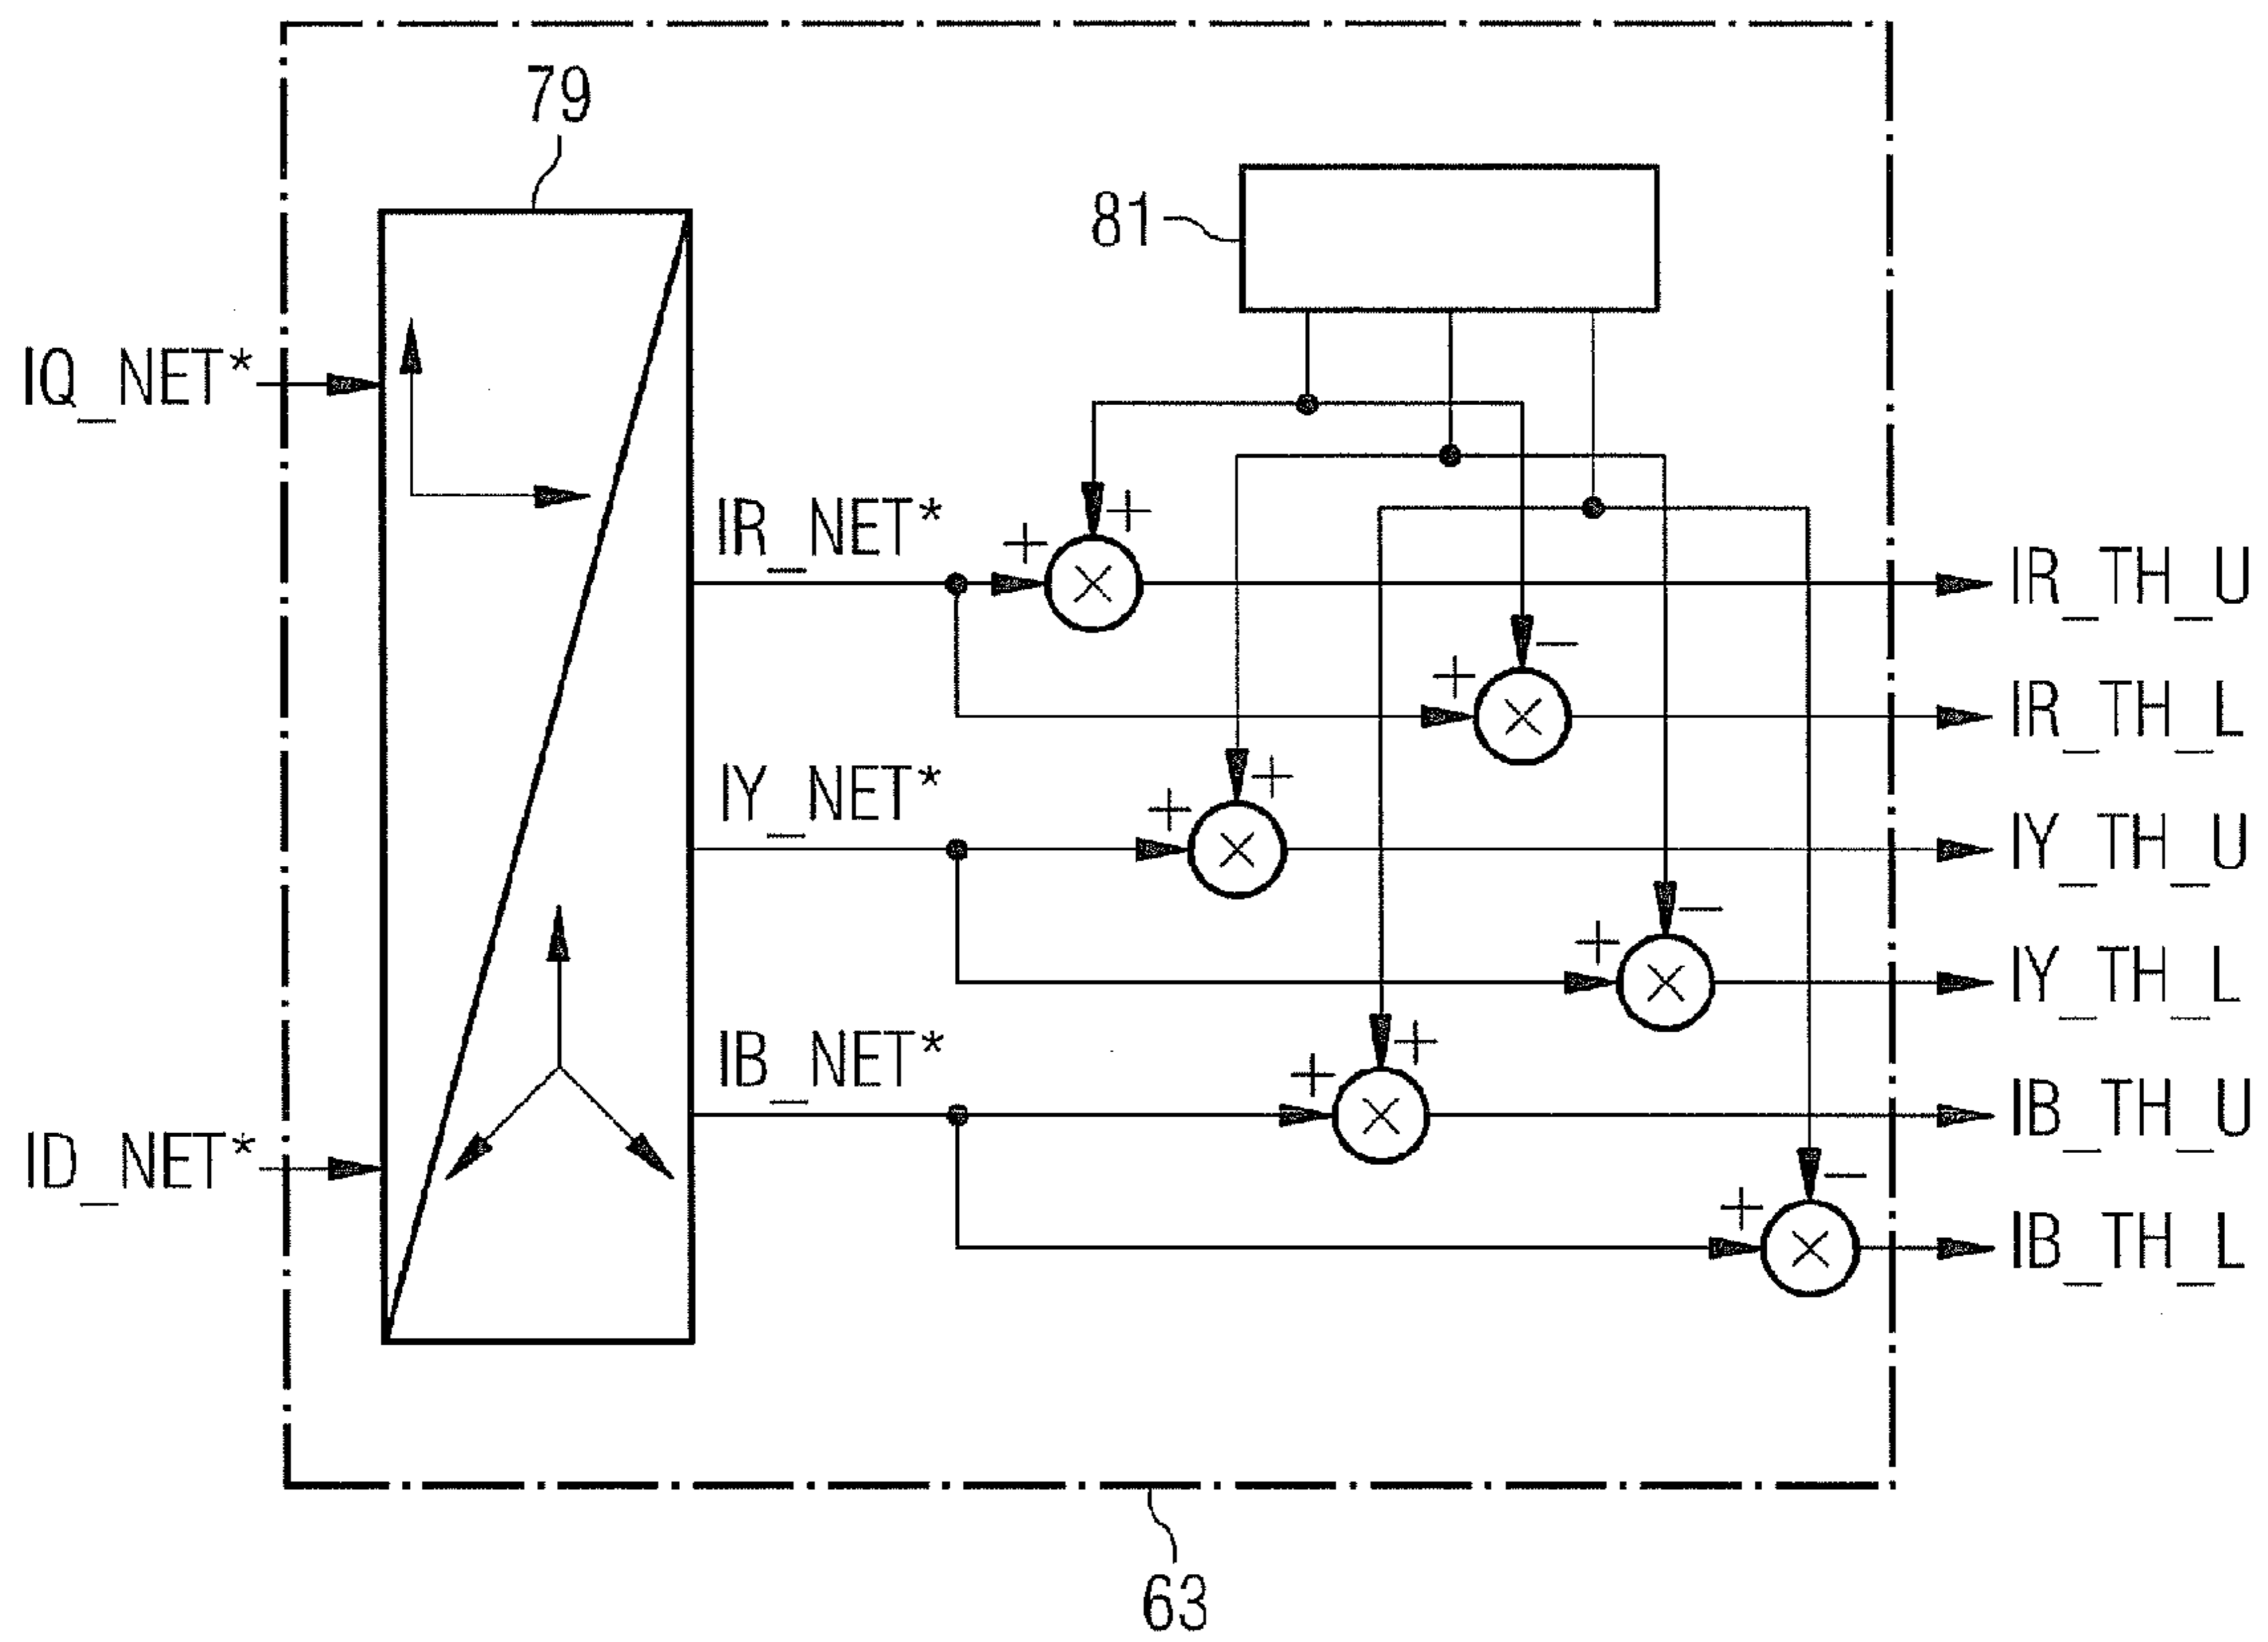 79
81
IQ_NET*
IR_NET*
+
+
IR_TH_U
−
+
IR_TH_L
IY_NET*
+
+
IY_TH_U
−
+
IY_TH_L
IB_NET*
+
+
IB_TH_U
ID_NET*
−
+
IB_TH_L
63